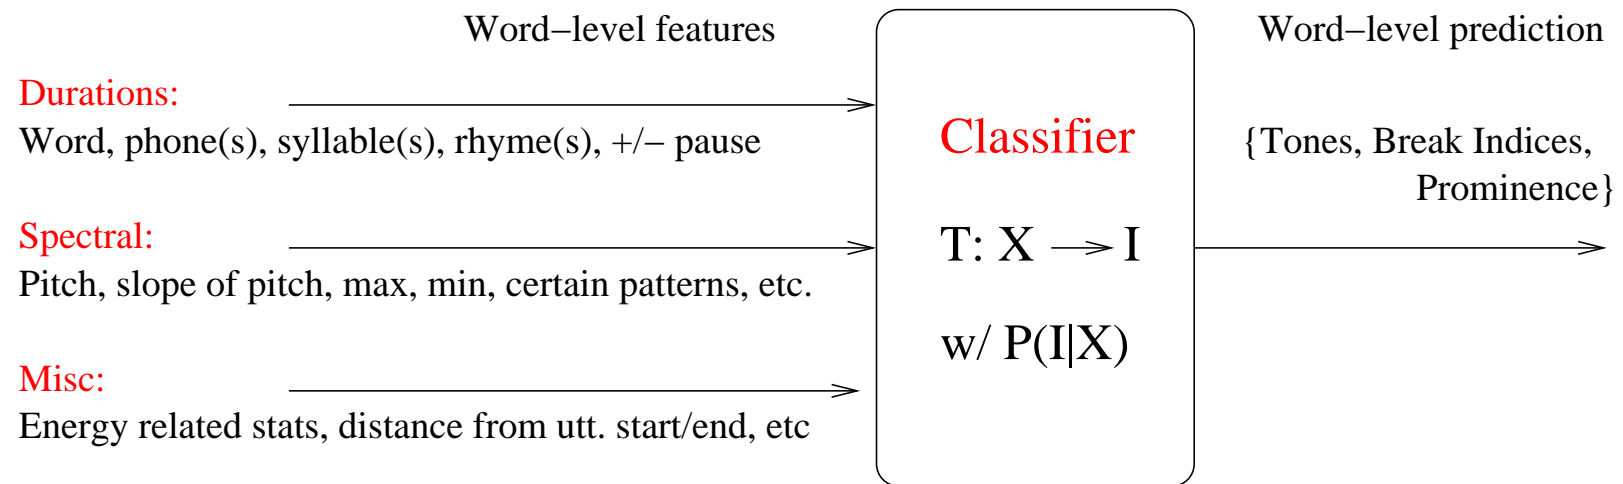 Word−level features
Durations:
Word, phone(s), syllable(s), rhyme(s), +/− pause
Spectral:
Pitch, slope of pitch, max, min, certain patterns, etc.
Misc:
Energy related stats, distance from utt. start/end, etc
Classifier
T: X → I
w/ P(I|X)
Word−level prediction
{Tones, Break Indices,
Prominence}